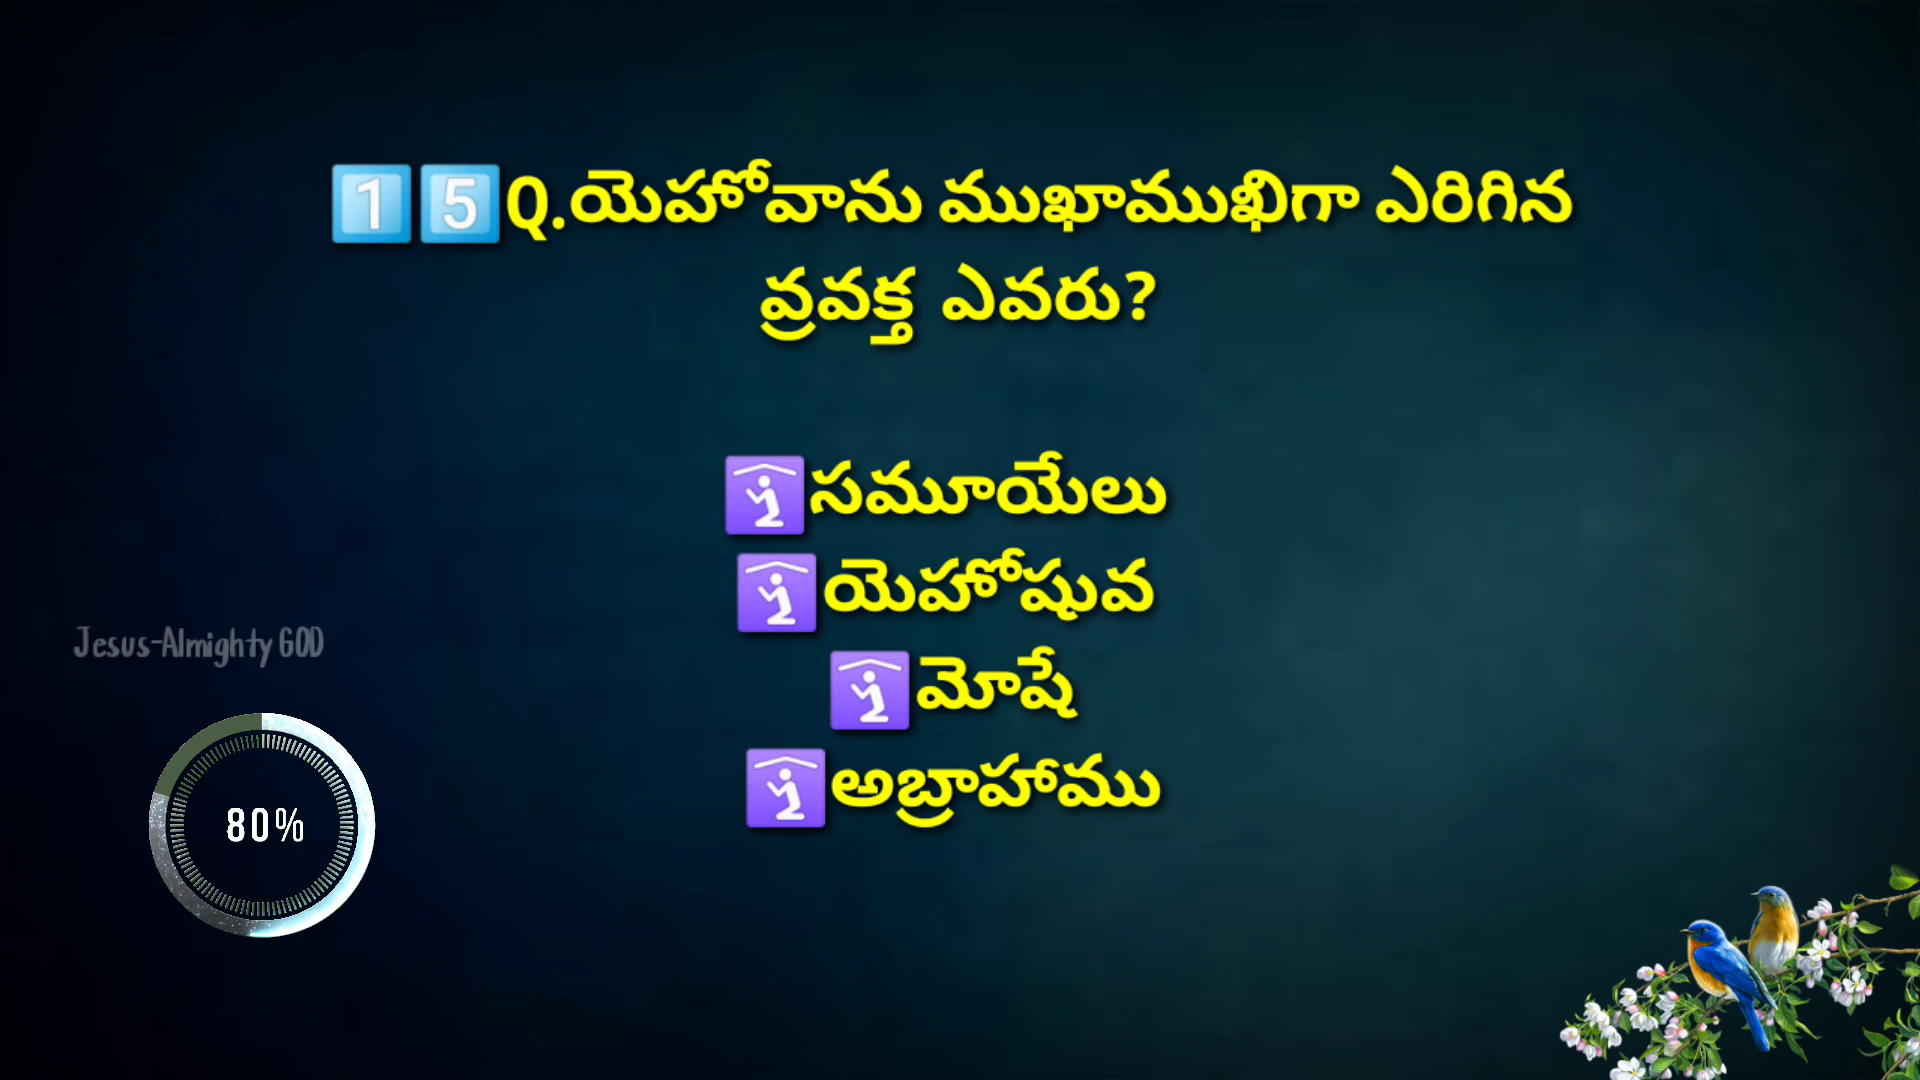 1️⃣5️⃣Q.యెహోవాను ముఖాముఖిగా ఎరిగిన
వ్రవక్త ఎవరు?
🛐సమూయేలు
🛐యెహోషువ
🛐మోషే
🛐అబ్రాహాము
Jesus-Almighty GOD
80%